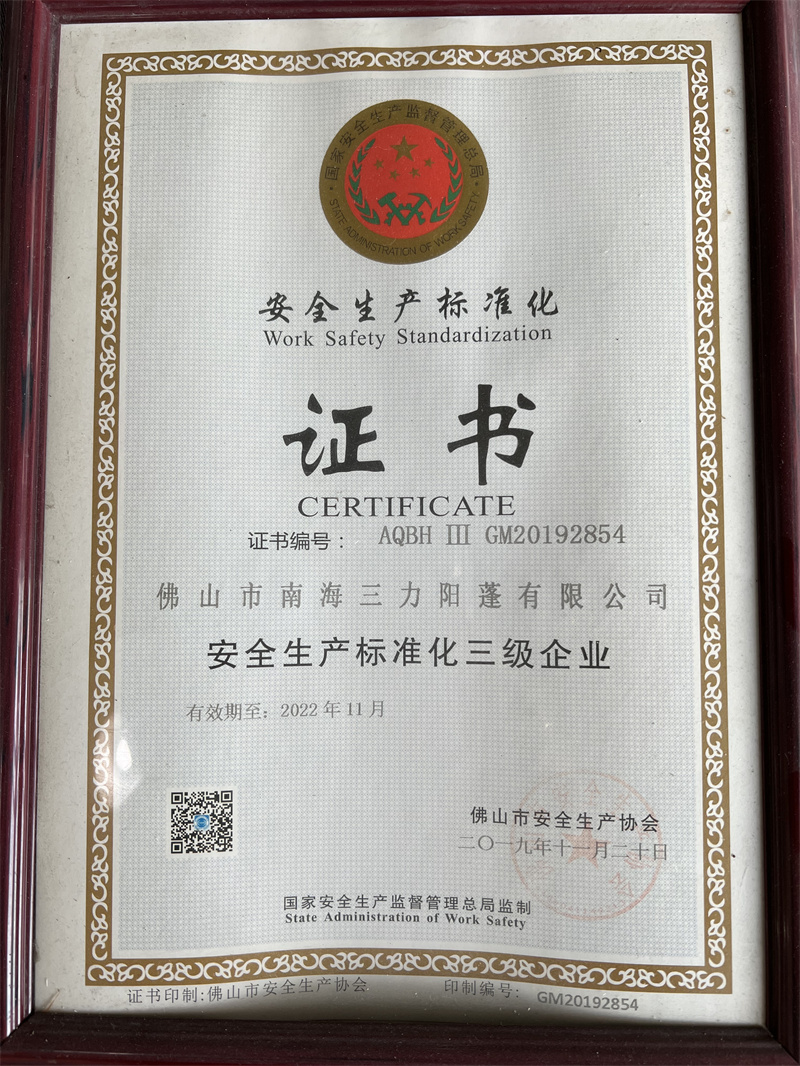 国家安全生产监督管理总局
STATE ADMINISTRATION OF WORK SAFETY
安全生产标准化
Work Safety Standardization
证书
CERTIFICATE
证书编号： AQBH Ⅲ GM20192854
佛山市南海三力阳蓬有限公司
安全生产标准化三级企业
有效期至：2022年11月
佛山市安全生产协会
二〇一九年十一月二十日
国家安全生产监督管理总局监制
State Administration of Work Safety
证书印制:佛山市安全生产协会 印制编号: GM20192854